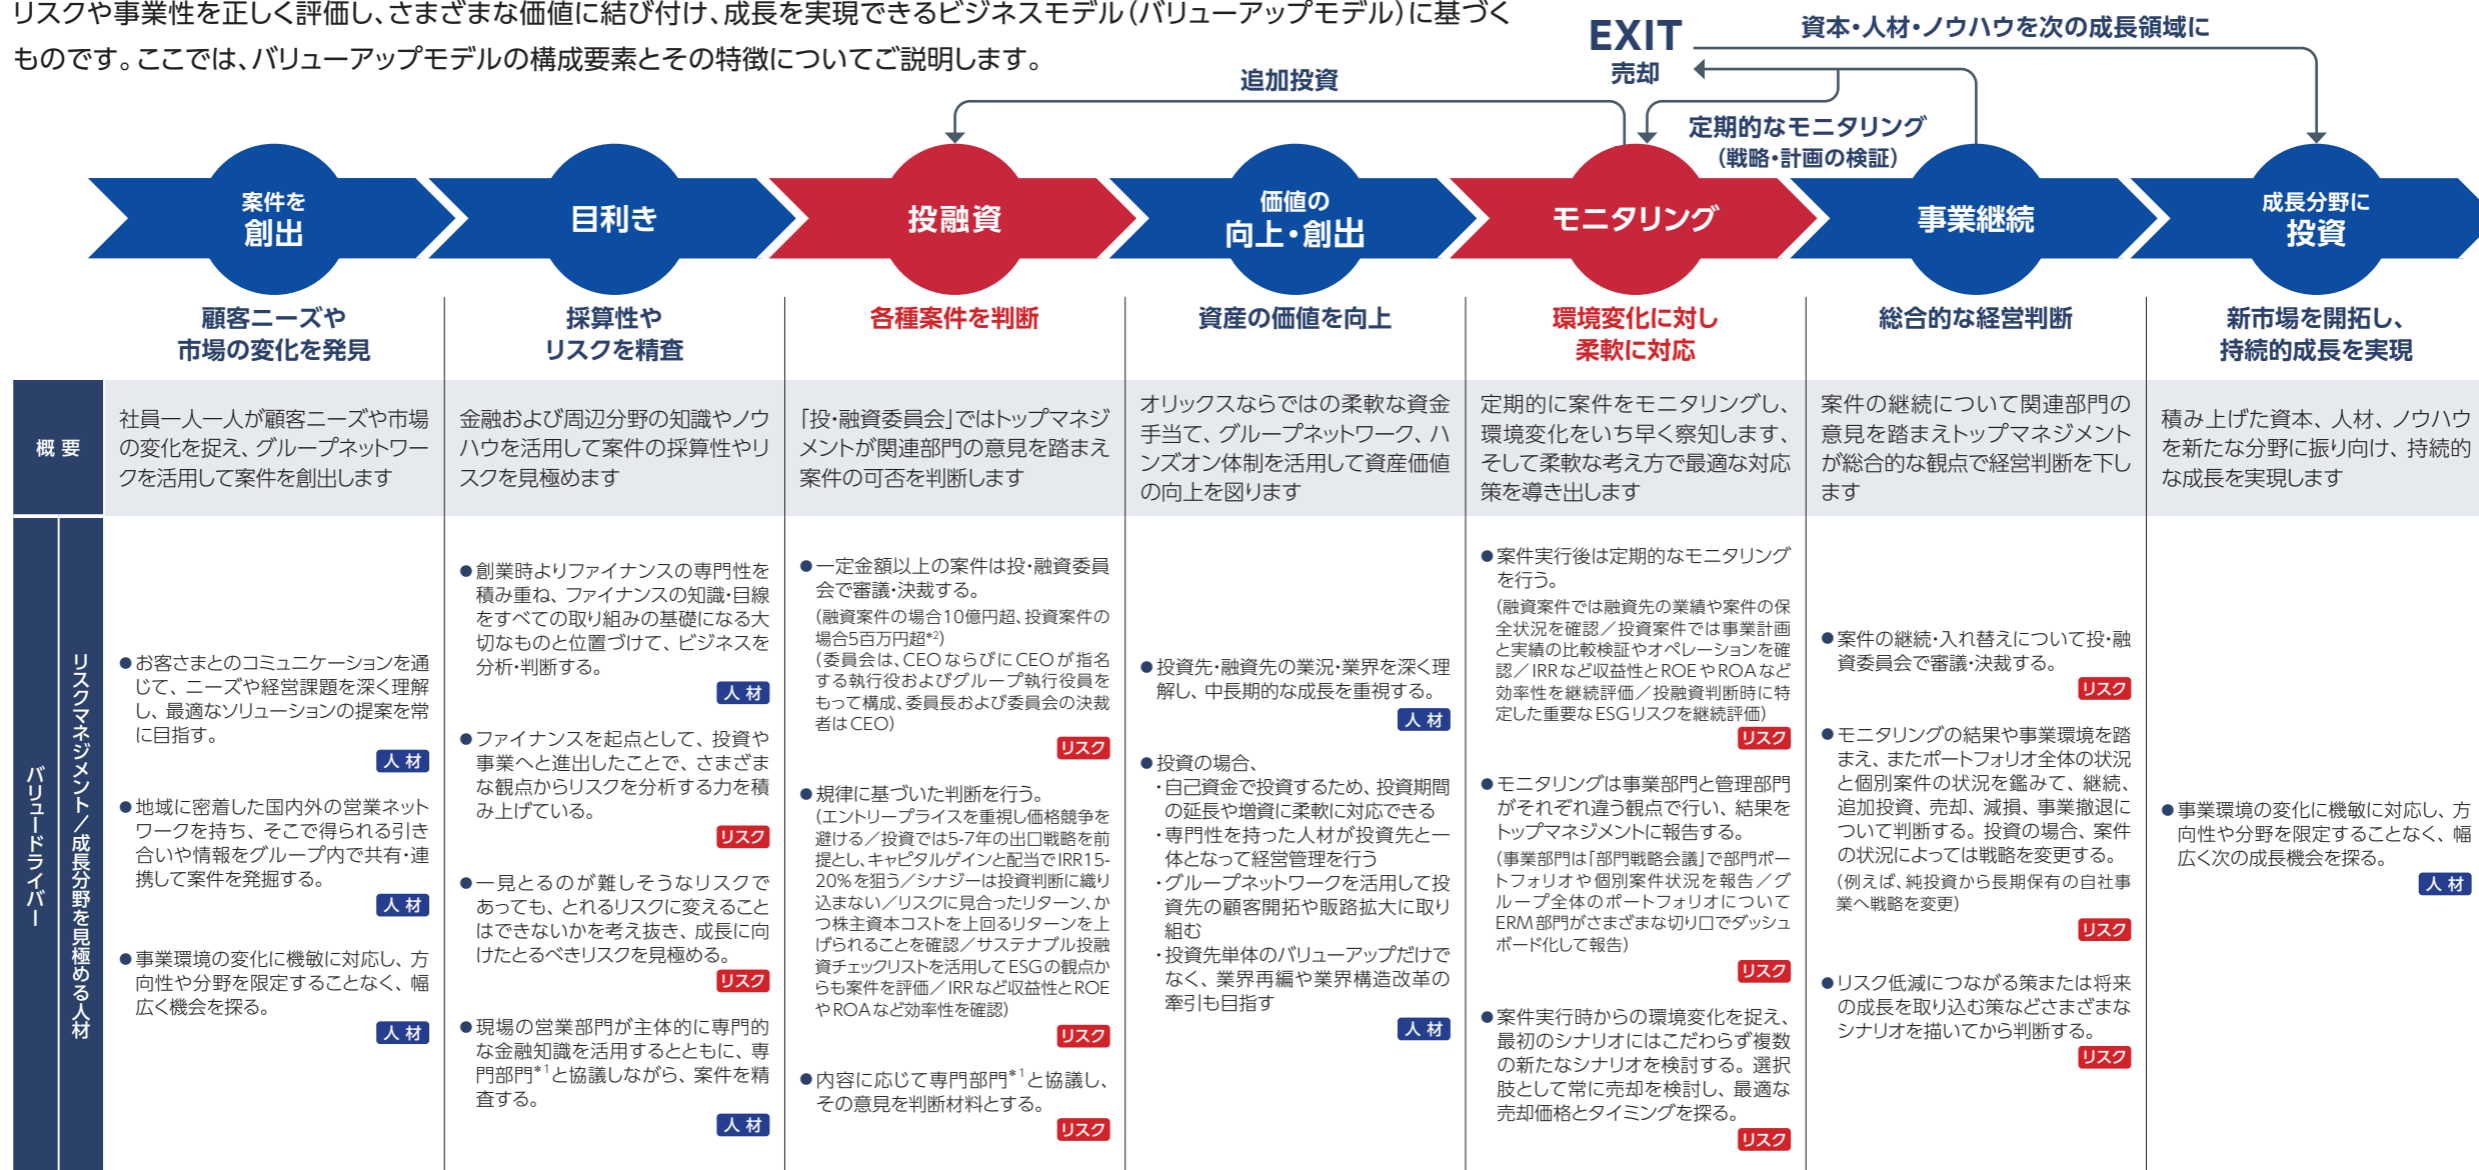 リスクや事業性を正しく評価し、さまざまな価値に結び付け、成長を実現できるビジネスモデル（バリューアップモデル）に基づく
ものです。ここでは、バリューアップモデルの構成要素とその特徴についてご説明します。
EXIT
売却
資本・人材・ノウハウを次の成長領域に
追加投資
定期的なモニタリング
（戦略・計画の検証）
案件を
創出
目利き
投融資
価値の
向上・創出
モニタリング
事業継続
成長分野に
投資
顧客ニーズや
市場の変化を発見
採算性や
リスクを精査
各種案件を判断
資産の価値を向上
環境変化に対し
柔軟に対応
総合的な経営判断
新市場を開拓し、
持続的成長を実現
概要
社員一人一人が顧客ニーズや市場
の変化を捉え、グループネットワー
クを活用して案件を創出します
金融および周辺分野の知識やノウ
ハウを活用して案件の採算性やリ
スクを見極めます
「投・融資委員会」ではトップマネジ
メントが関連部門の意見を踏まえ
案件の可否を判断します
オリックスならではの柔軟な資金
手当て、グループネットワーク、ハ
ンズオン体制を活用して資産価値
の向上を図ります
定期的に案件をモニタリングし、
環境変化をいち早く察知します、
そして柔軟な考え方で最適な対応
策を導き出します
案件の継続について関連部門の
意見を踏まえトップマネジメント
が総合的な観点で経営判断を下し
ます
積み上げた資本、人材、ノウハウ
を新たな分野に振り向け、持続的
な成長を実現します
バリュードライバー
リスクマネジメント／成長分野を見極める人材
●お客さまとのコミュニケーションを通
じて、ニーズや経営課題を深く理解
し、最適なソリューションの提案を常
に目指す。
人材
●地域に密着した国内外の営業ネット
ワークを持ち、そこで得られる引き
合いや情報をグループ内で共有・連
携して案件を発掘する。
人材
●事業環境の変化に機敏に対応し、方
向性や分野を限定することなく、幅
広く機会を探る。
人材
●創業時よりファイナンスの専門性を
積み重ね、ファイナンスの知識・目線
をすべての取り組みの基礎になる大
切なものと位置づけて、ビジネスを
分析・判断する。
人材
●ファイナンスを起点として、投資や
事業へと進出したことで、さまざま
な観点からリスクを分析する力を積
み上げている。
リスク
●一見とるのが難しそうなリスクで
あっても、とれるリスクに変えること
はできないかを考え抜き、成長に向
けたとるべきリスクを見極める。
リスク
●現場の営業部門が主体的に専門的
な金融知識を活用するとともに、専
門部門*1と協議しながら、案件を精
査する。
人材
●一定金額以上の案件は投・融資委員
会で審議・決裁する。
（融資案件の場合10億円超、投資案件の
場合5百万円超*2）
（委員会は、CEOならびにCEOが指名
する執行役およびグループ執行役員を
もって構成、委員長および委員会の決裁
者はCEO）
リスク
●規律に基づいた判断を行う。
（エントリープライスを重視し価格競争を
避ける／投資では5-7年の出口戦略を前
提とし、キャピタルゲインと配当でIRR15-
20%を狙う／シナジーは投資判断に織り
込まない／リスクに見合ったリターン、か
つ株主資本コストを上回るリターンを上
げられることを確認／サステナブル投融
資チェックリストを活用してESGの観点か
らも案件を評価／IRRなど収益性とROE
やROAなど効率性を確認）
リスク
●内容に応じて専門部門*1と協議し、
その意見を判断材料とする。
リスク
●投資先・融資先の業況・業界を深く理
解し、中長期的な成長を重視する。
人材
●投資の場合、
・自己資金で投資するため、投資期間
の延長や増資に柔軟に対応できる
・専門性を持った人材が投資先と一
体となって経営管理を行う
・グループネットワークを活用して投
資先の顧客開拓や販路拡大に取り
組む
・投資先単体のバリューアップだけで
なく、業界再編や業界構造改革の
牽引も目指す
人材
●案件実行後は定期的なモニタリング
を行う。
（融資案件では融資先の業績や案件の保
全状況を確認／投資案件では事業計画
と実績の比較検証やオペレーションを確
認／IRRなど収益性とROEやROAなど
効率性を継続評価／投融資判断時に特
定した重要なESGリスクを継続評価）
リスク
●モニタリングは事業部門と管理部門
がそれぞれ違う観点で行い、結果を
トップマネジメントに報告する。
（事業部門は「部門戦略会議」で部門ポー
トフォリオや個別案件状況を報告／グ
ループ全体のポートフォリオについて
ERM部門がさまざまな切り口でダッシュ
ボード化して報告）
リスク
●案件実行時からの環境変化を捉え、
最初のシナリオにはこだわらず複数
の新たなシナリオを検討する。選択
肢として常に売却を検討し、最適な
売却価格とタイミングを探る。
リスク
●案件の継続・入れ替えについて投・融
資委員会で審議・決裁する。
リスク
●モニタリングの結果や事業環境を踏
まえ、またポートフォリオ全体の状況
と個別案件の状況を鑑みて、継続、
追加投資、売却、減損、事業撤退に
ついて判断する。投資の場合、案件
の状況によっては戦略を変更する。
（例えば、純投資から長期保有の自社事
業へ戦略を変更）
リスク
●リスク低減につながる策または将来
の成長を取り込む策などさまざまな
シナリオを描いてから判断する。
リスク
●事業環境の変化に機敏に対応し、方
向性や分野を限定することなく、幅
広く次の成長機会を探る。
人材